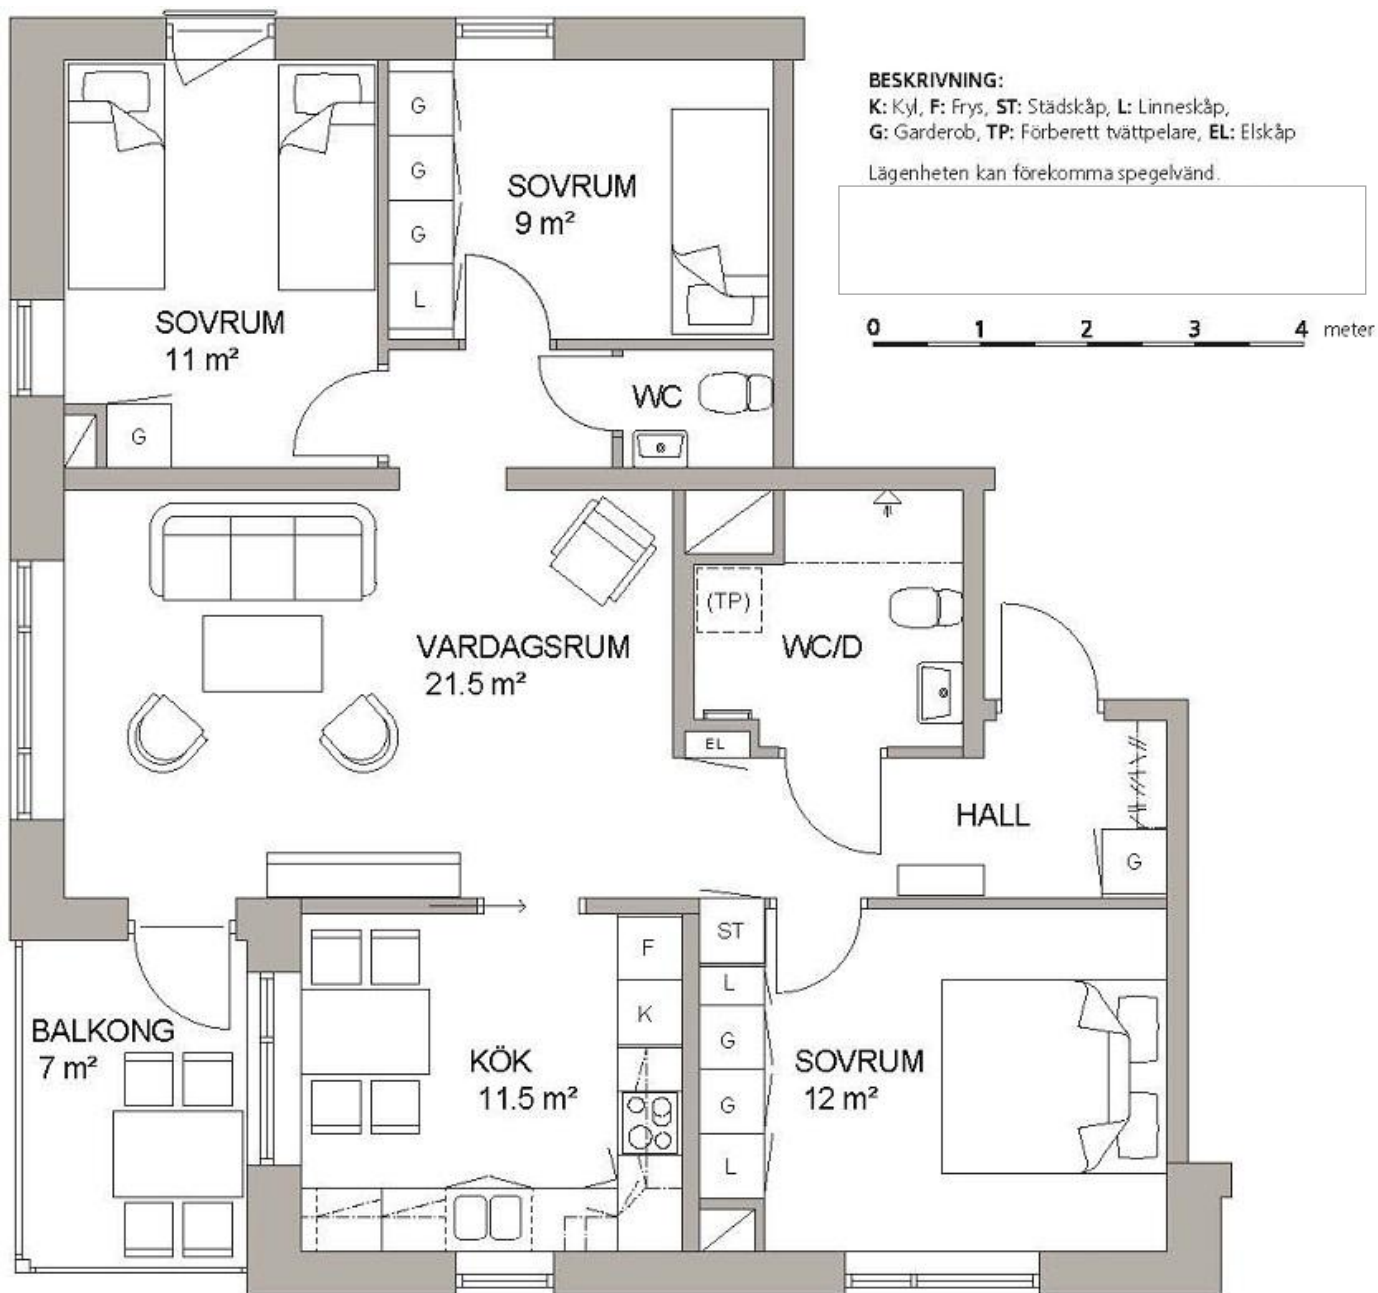 BESKRIVNING:
K: Kyl, F: Frys, ST: Städskåp, L: Linneskåp,
G: Garderob, TP: Förberett tvättpelare, EL: Elskåp
Lägenheten kan förekomma spegelvänd.
0 1 2 3 4 meter
G
G
G
L
SOVRUM
9 m²
SOVRUM
11 m²
G
WC
VARDAGSRUM
21.5 m²
(TP)
WC/D
EL
HALL
G
BALKONG
7 m²
KÖK
11.5 m²
F
K
ST
L
G
G
L
SOVRUM
12 m²